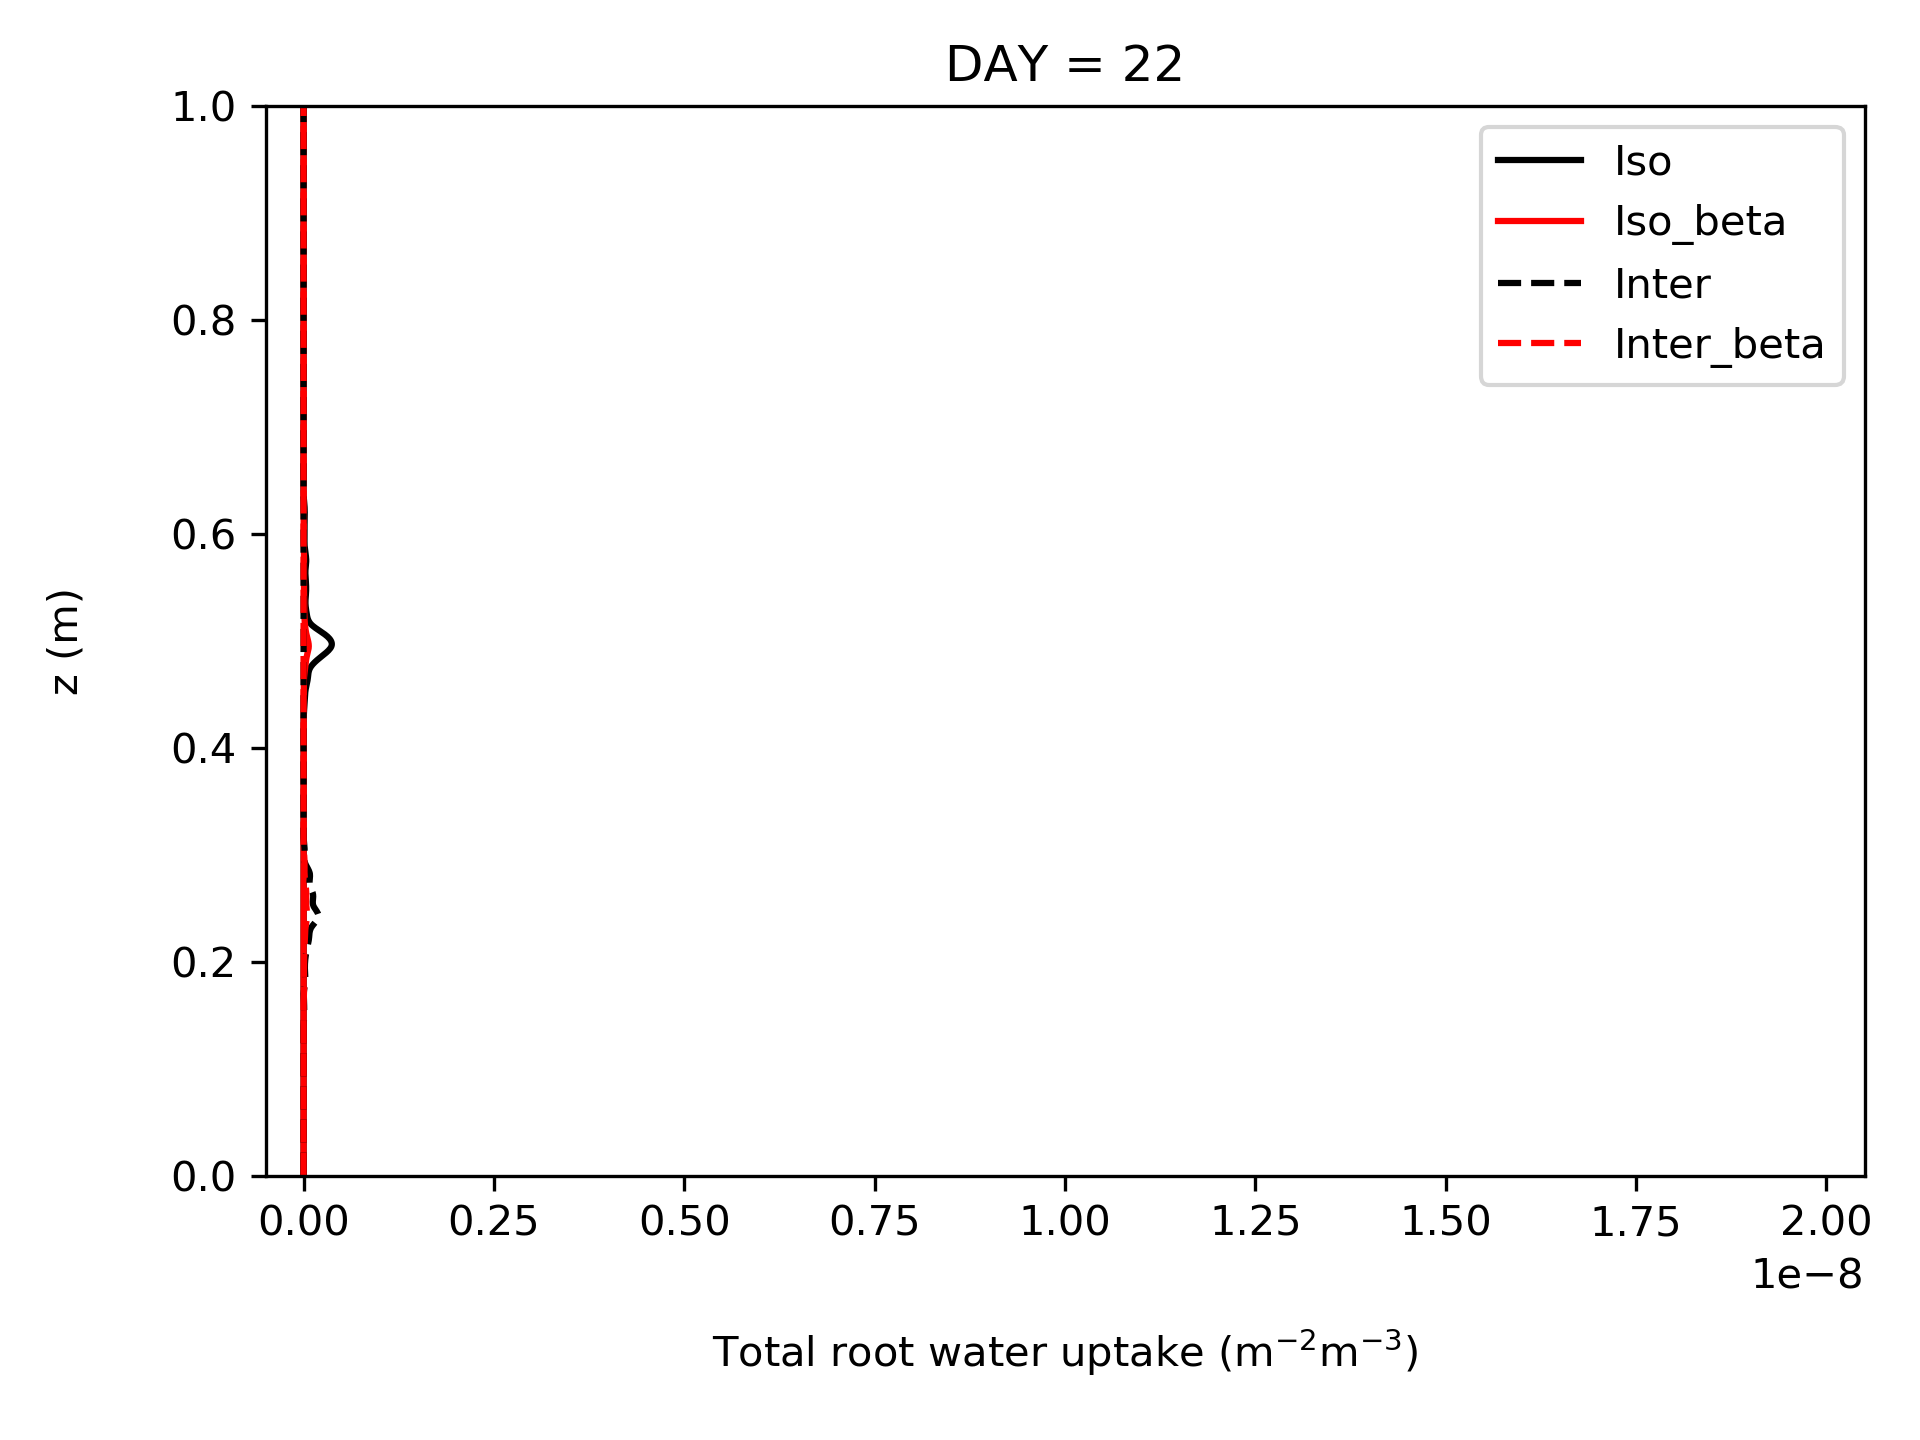 DAY = 22
1.0
0.8
0.6
0.4
0.2
0.0
z (m)
Iso
Iso_beta
Inter
Inter_beta
0.00 0.25 0.50 0.75 1.00 1.25 1.50 1.75 2.00
1e−8
Total root water uptake (m⁻²m⁻³)